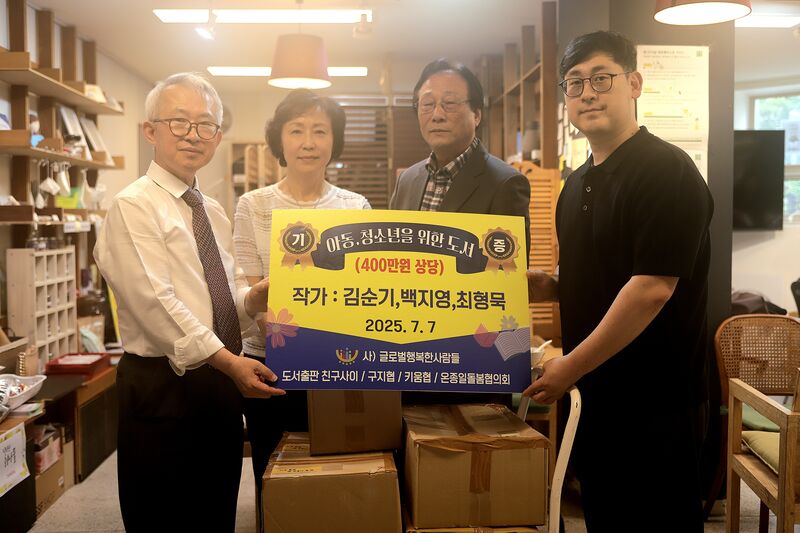 기 아동,청소년을 위한 도서 증
(400만원 상당)
작가 : 김순기,백지영,최형묵
2025. 7. 7
사) 글로벌행복한사람들
도서출판 친구사이 / 구지협 / 키움협 / 온종일돌봄협의회